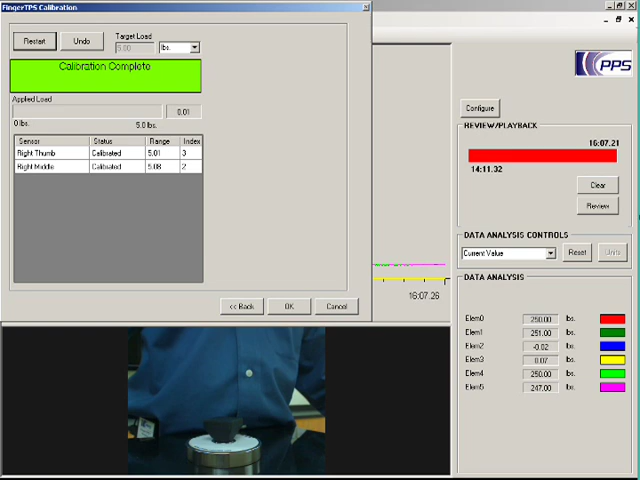 FingerTPS Calibration
Restart
Undo
Target Load
5.00
lbs.
Calibration Complete
Applied Load
0.01
0 lbs.
5.0 lbs.
Sensor Status Range Index
Right Thumb Calibrated 5.01 3
Right Middle Calibrated 5.08 2
<< Back
OK
Cancel
16:07.26
PPS
Configure
REVIEW/PLAYBACK
16:07.21
14:11.32
Clear
Review
DATA ANALYSIS CONTROLS
Current Value
Reset
Units
DATA ANALYSIS
Elem0 250.00 lbs.
Elem1 251.00 lbs.
Elem2 -0.02 lbs.
Elem3 0.07 lbs.
Elem4 250.00 lbs.
Elem5 247.00 lbs.